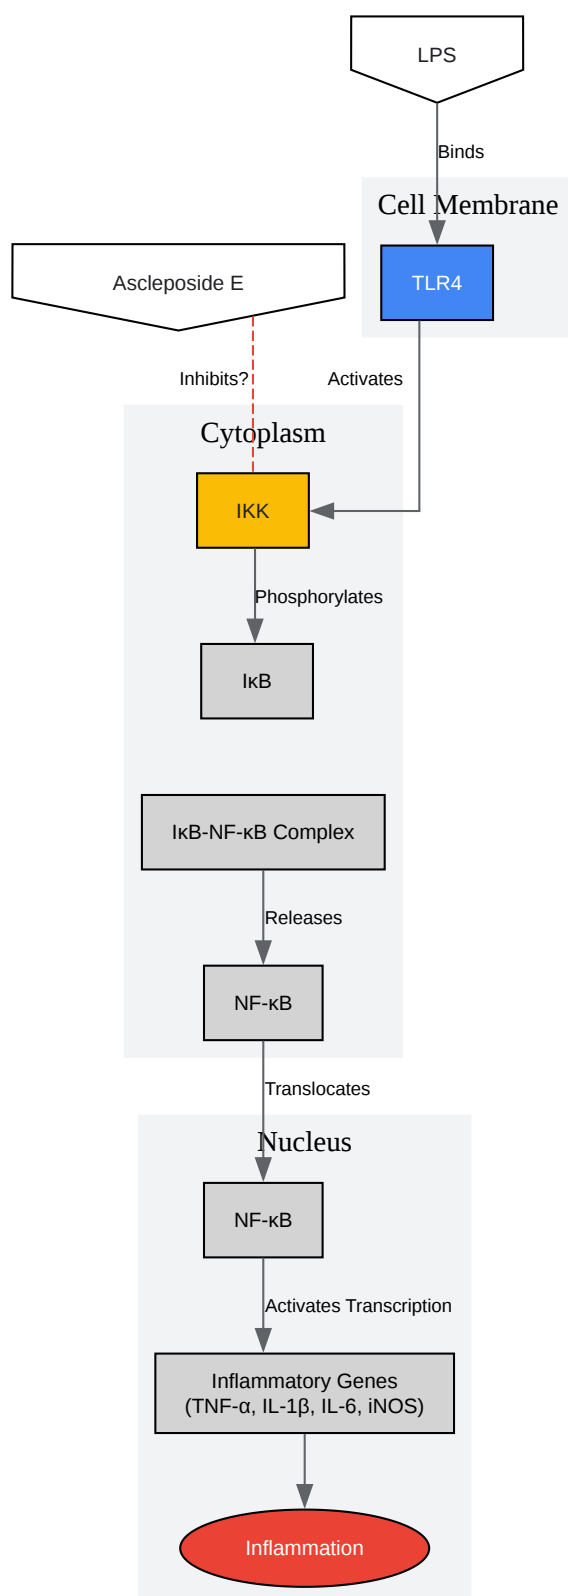 LPS
Binds
Cell Membrane
TLR4
Ascleposide E
Inhibits?
Activates
Cytoplasm
IKK
Phosphorylates
IκB
IκB-NF-κB Complex
Releases
NF-κB
Translocates
Nucleus
NF-κB
Activates Transcription
Inflammatory Genes
(TNF-α, IL-1β, IL-6, iNOS)
Inflammation